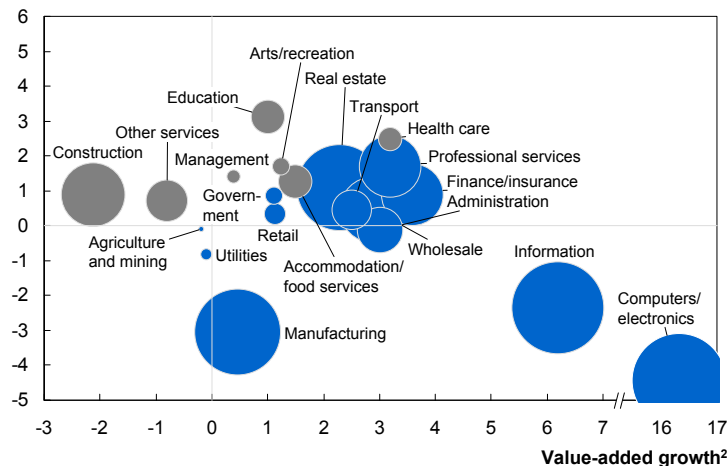 6
5
4
3
2
1
0
-1
-2
-3
-4
-5
Arts/recreation
Real estate
Education
Transport
Other services
Health care
Construction
Management
Professional services
Govern-
ment
Finance/insurance
Administration
Agriculture
and mining
Retail
Utilities
Accommodation/
food services
Wholesale
Information
Computers/
electronics
Manufacturing
-3 -2 -1 0 1 2 3 4 5 6 7 16 17
Value-added growth²